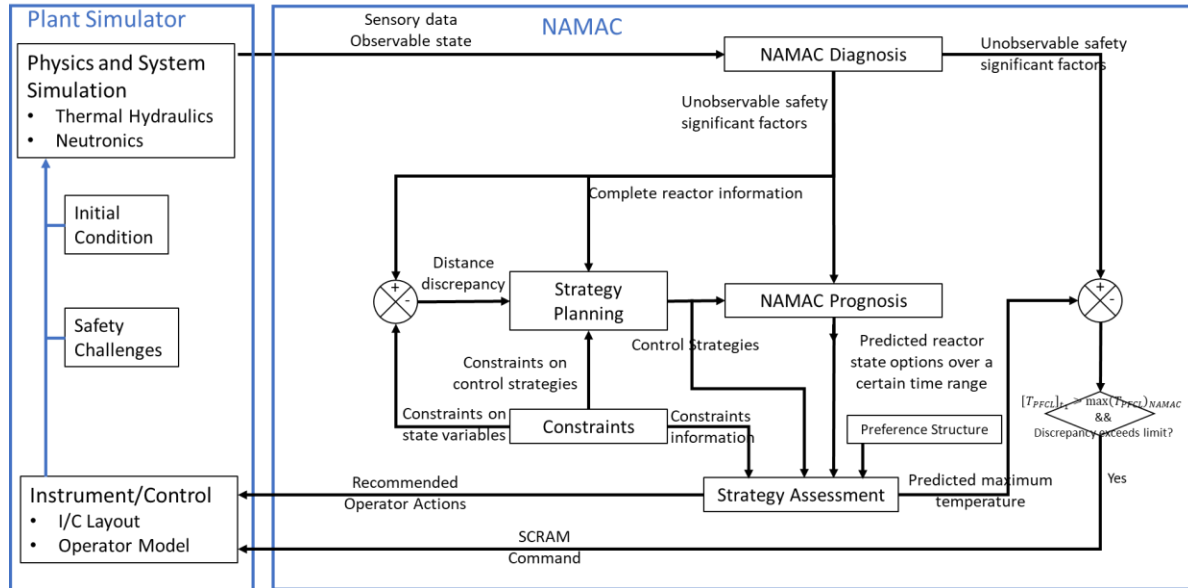 Plant Simulator
NAMAC
Physics and System
Simulation
• Thermal Hydraulics
• Neutronics
Initial
Condition
Safety
Challenges
Instrument/Control
• I/C Layout
• Operator Model
Sensory data
Observable state
NAMAC Diagnosis
Unobservable safety
significant factors
Unobservable safety
significant factors
Complete reactor information
+
-
Distance
discrepancy
Strategy
Planning
NAMAC Prognosis
+
-
Control Strategies
Predicted reactor
state options over a
certain time range
Constraints on
control strategies
Constraints on
state variables
Constraints
Constraints
information
Preference Structure
[T_PFCL]_t > max(T_PFCL)_NAMAC
&&
Discrepancy exceeds limit?
Yes
Recommended
Operator Actions
Strategy Assessment
Predicted maximum
temperature
SCRAM
Command